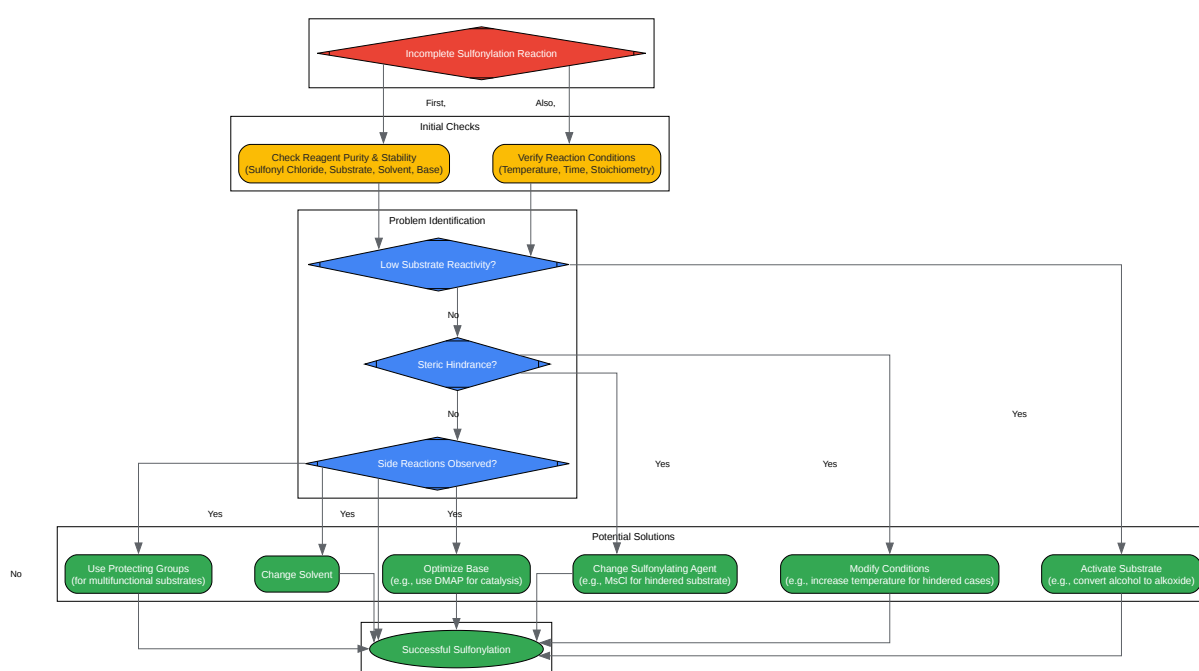 Incomplete Sulfonylation Reaction
First,
Also,
Initial Checks
Check Reagent Purity & Stability
(Sulfonyl Chloride, Substrate, Solvent, Base)
Verify Reaction Conditions
(Temperature, Time, Stoichiometry)
Problem Identification
Low Substrate Reactivity?
No
Steric Hindrance?
No
Yes
Side Reactions Observed?
Yes
Yes
Yes
Yes
Yes
Potential Solutions
No
Use Protecting Groups
(for multifunctional substrates)
Change Solvent
Optimize Base
(e.g., use DMAP for catalysis)
Change Sulfonylating Agent
(e.g., MsCl for hindered substrate)
Modify Conditions
(e.g., increase temperature for hindered cases)
Activate Substrate
(e.g., convert alcohol to alkoxide)
Successful Sulfonylation